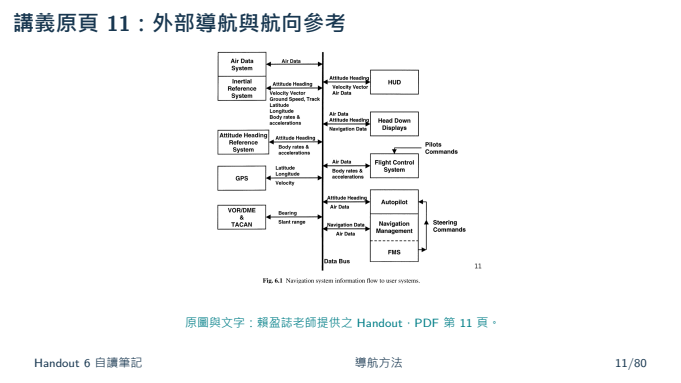 講義原頁 11：外部導航與航向參考
Air Data
System
Air Data
Inertial
Reference
System
Attitude Heading
Velocity Vector
Ground Speed, Track
Latitude
Longitude
Body rates &
accelerations
Attitude Heading
Reference
System
Attitude Heading
Body rates &
accelerations
GPS
Latitude
Longitude
Velocity
VOR/DME
&
TACAN
Bearing
Slant range
Data Bus
Attitude Heading
Velocity Vector
Air Data
HUD
Air Data
Attitude Heading
Navigation Data
Head Down
Displays
Pilots
Commands
Air Data
Body rates &
accelerations
Flight Control
System
Attitude Heading
Air Data
Autopilot
Navigation Data
Air Data
Navigation
Management
FMS
Steering
Commands
11
Fig. 6.1 Navigation system information flow to user systems.
原圖與文字：賴盈誌老師提供之 Handout，PDF 第 11 頁。
Handout 6 自讀筆記
導航方法
11/80